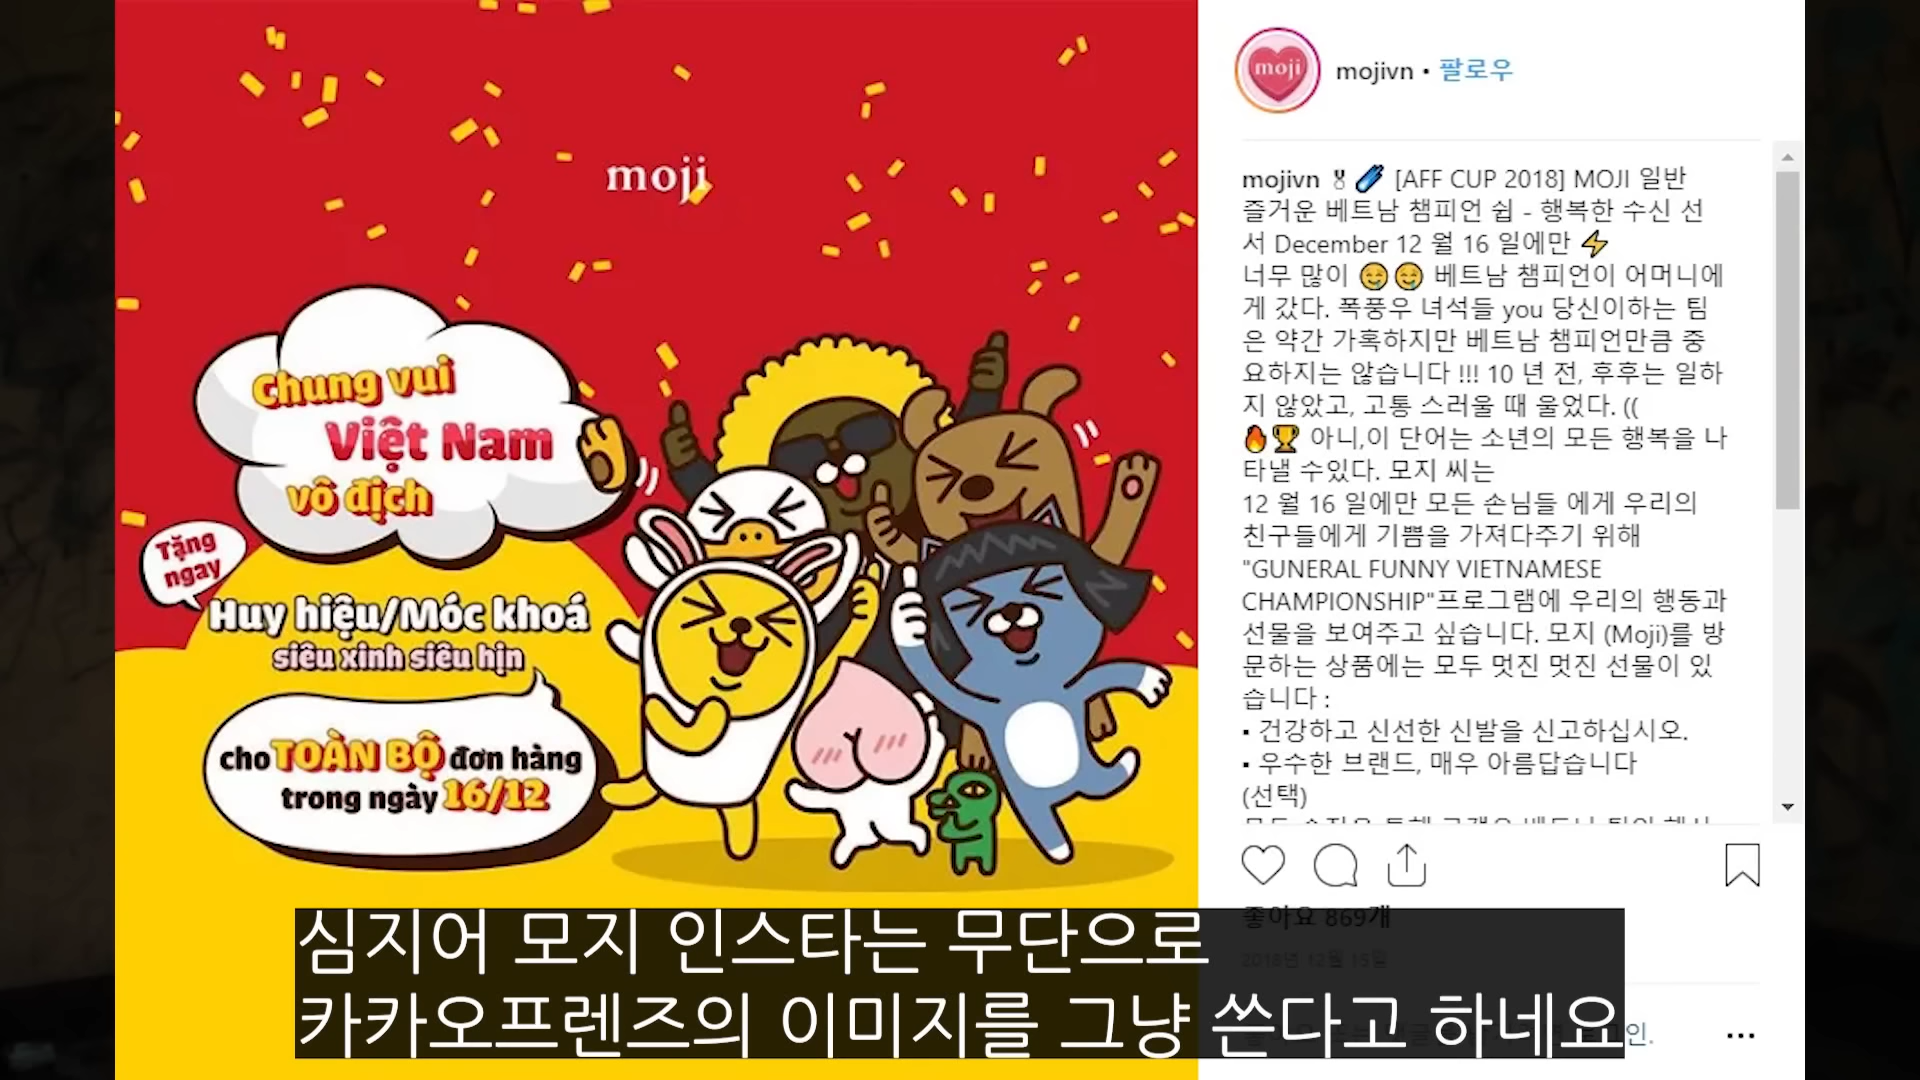 moji
Chung vui
Việt Nam
vô địch
Tặng
ngay
Huy hiệu/Móc khoá
siêu xinh siêu hịn
cho TOÀN BỘ đơn hàng
trong ngày 16/12
moji
mojivn • 팔로우
mojivn 🎖☄️ [AFF CUP 2018] MOJI 일반
즐거운 베트남 챔피언 쉽 - 행복한 수신 선
서 December 12 월 16 일에만 ⚡
너무 많이 🤤🤤 베트남 챔피언이 어머니에
게 갔다. 폭풍우 녀석들 you 당신이하는 팀
은 약간 가혹하지만 베트남 챔피언만큼 중
요하지는 않습니다 !!! 10 년 전, 후후는 일하
지 않았고, 고통 스러울 때 울었다. ((
🔥🏆 아니,이 단어는 소년의 모든 행복을 나
타낼 수있다. 모지 씨는
12 월 16 일에만 모든 손님들 에게 우리의
친구들에게 기쁨을 가져다주기 위해
"GUNERAL FUNNY VIETNAMESE
CHAMPIONSHIP"프로그램에 우리의 행동과
선물을 보여주고 싶습니다. 모지 (Moji)를 방
문하는 상품에는 모두 멋진 멋진 선물이 있
습니다 :
▪ 건강하고 신선한 신발을 신고하십시오.
▪ 우수한 브랜드, 매우 아름답습니다
(선택)
좋아요 869개
2018년 12월 15일
심지어 모지 인스타는 무단으로
카카오프렌즈의 이미지를 그냥 쓴다고 하네요